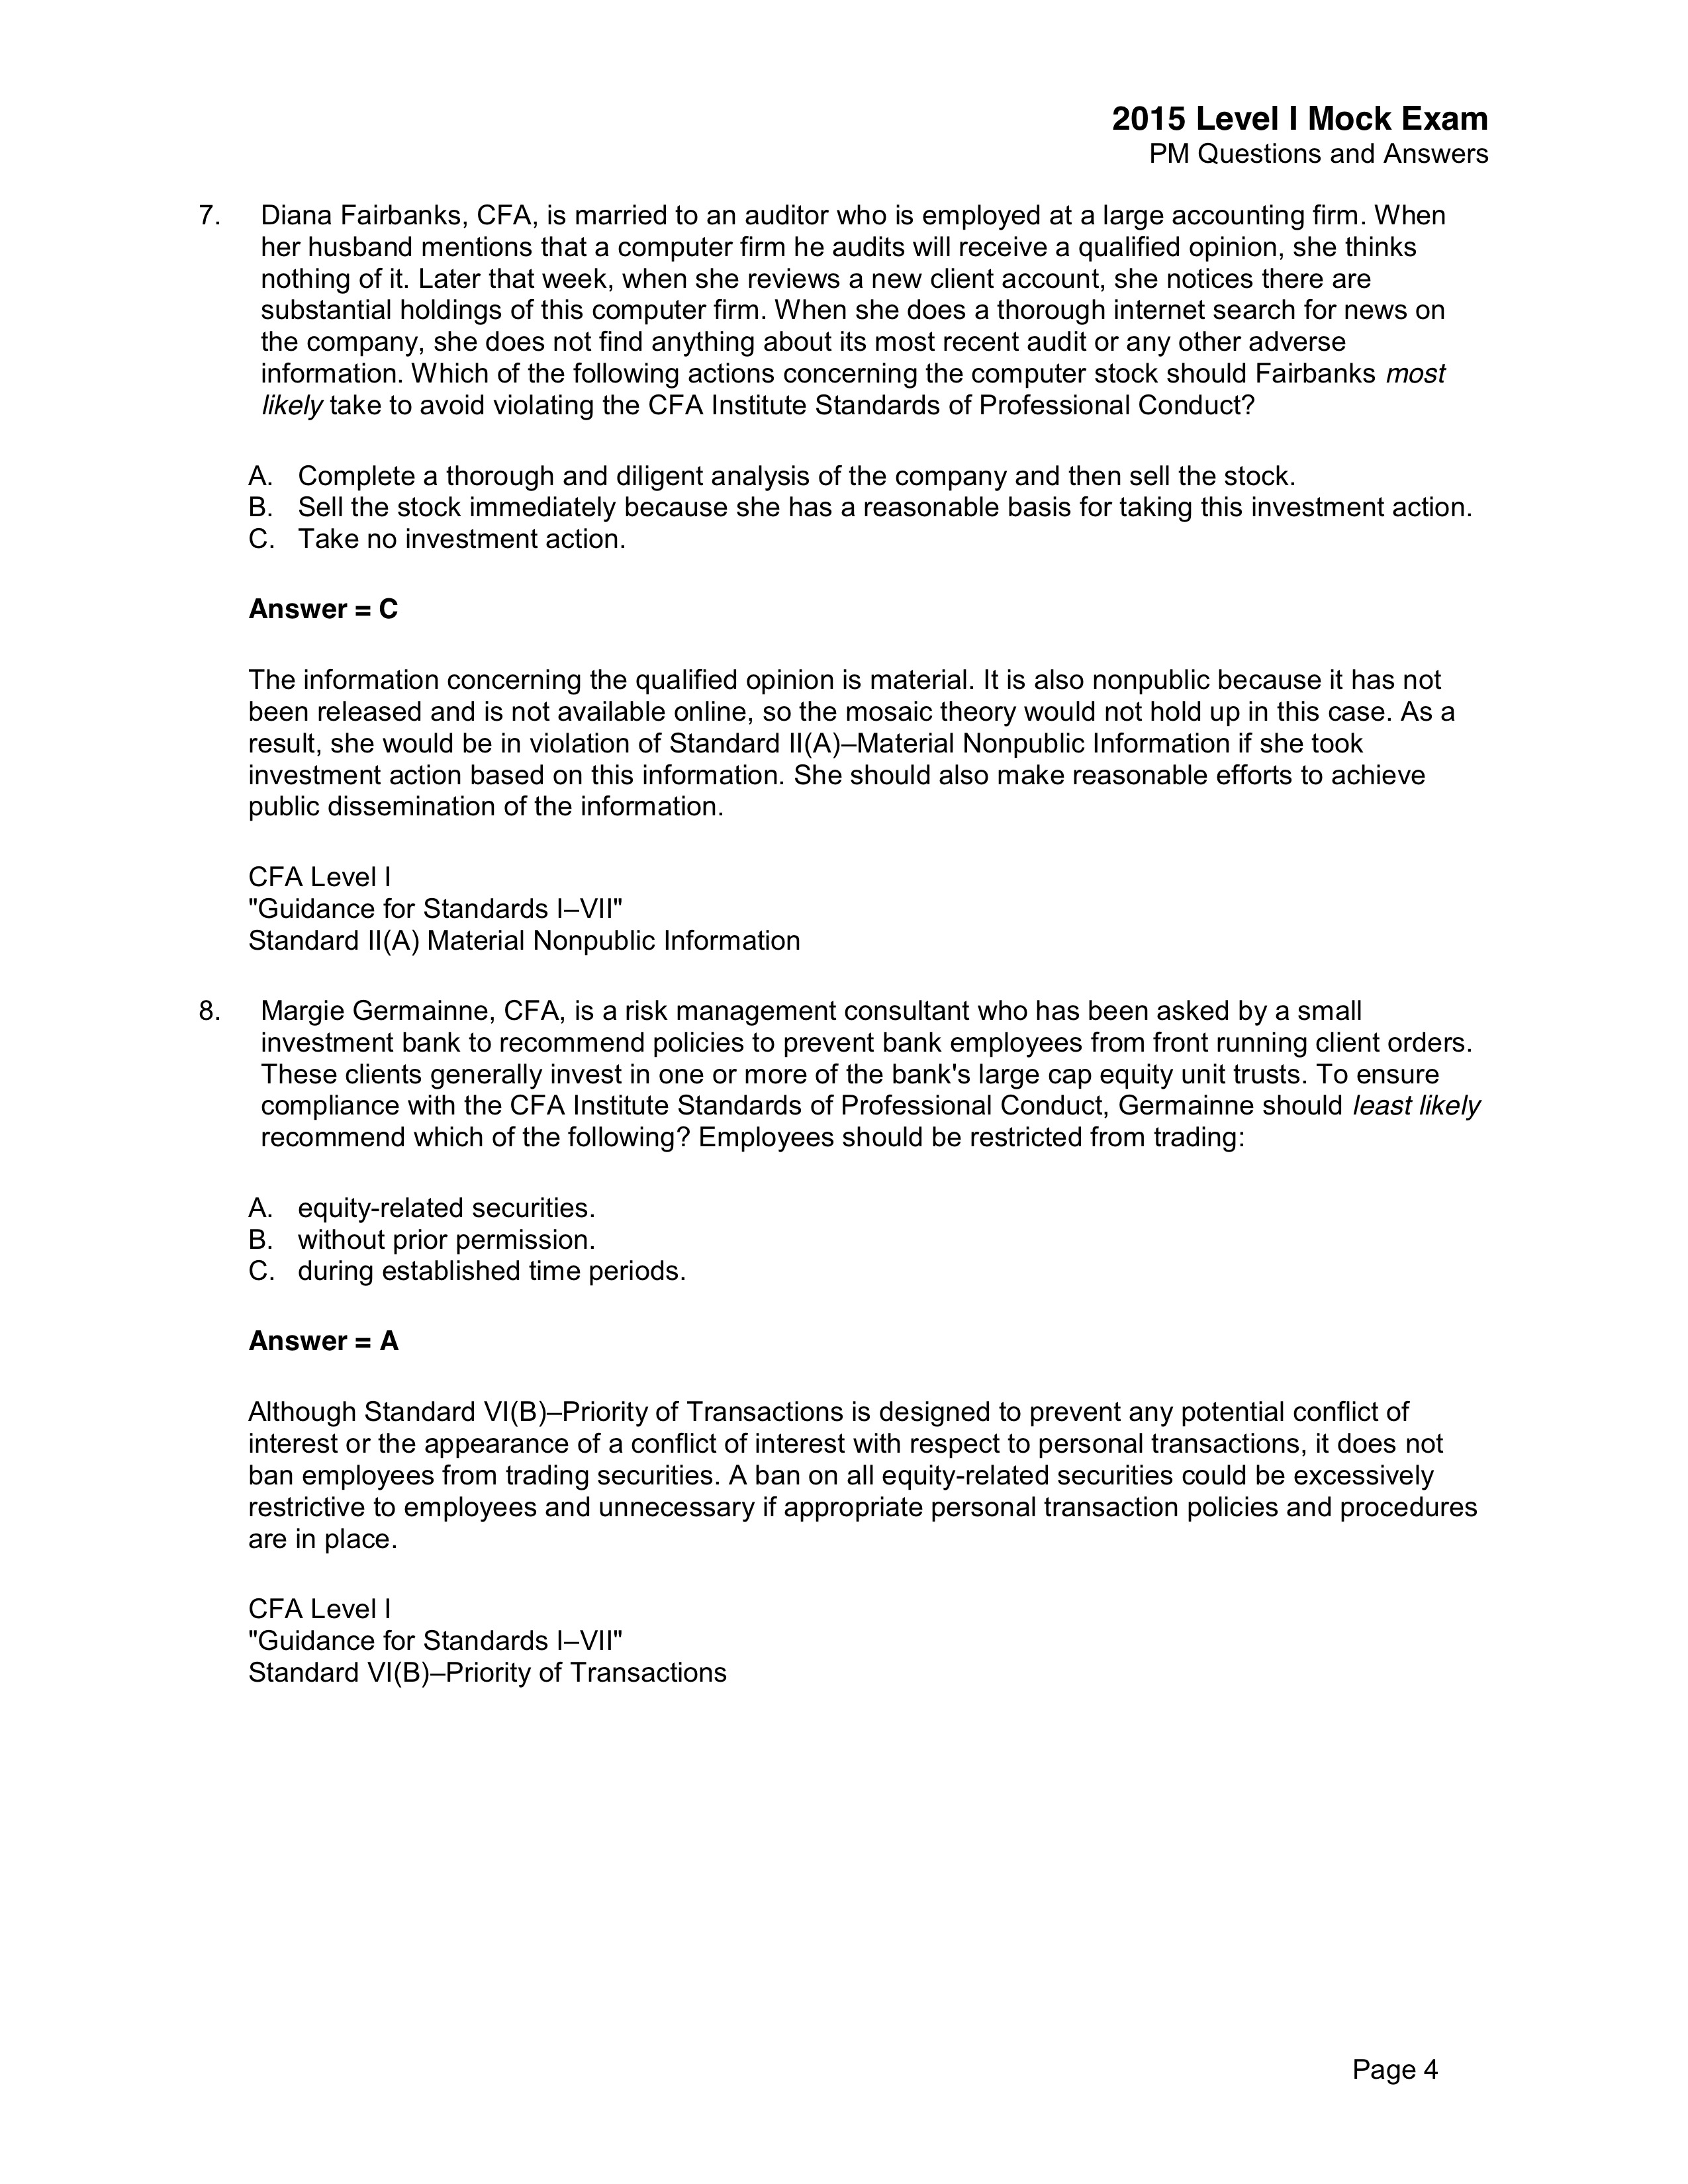 2015 Level I Mock Exam
PM Questions and Answers
7. Diana Fairbanks, CFA, is married to an auditor who is employed at a large accounting firm. When
her husband mentions that a computer firm he audits will receive a qualified opinion, she thinks
nothing of it. Later that week, when she reviews a new client account, she notices there are
substantial holdings of this computer firm. When she does a thorough internet search for news on
the company, she does not find anything about its most recent audit or any other adverse
information. Which of the following actions concerning the computer stock should Fairbanks most
likely take to avoid violating the CFA Institute Standards of Professional Conduct?
A. Complete a thorough and diligent analysis of the company and then sell the stock.
B. Sell the stock immediately because she has a reasonable basis for taking this investment action.
C. Take no investment action.
Answer = C
The information concerning the qualified opinion is material. It is also nonpublic because it has not
been released and is not available online, so the mosaic theory would not hold up in this case. As a
result, she would be in violation of Standard II(A)–Material Nonpublic Information if she took
investment action based on this information. She should also make reasonable efforts to achieve
public dissemination of the information.
CFA Level I
"Guidance for Standards I–VII"
Standard II(A) Material Nonpublic Information
8. Margie Germainne, CFA, is a risk management consultant who has been asked by a small
investment bank to recommend policies to prevent bank employees from front running client orders.
These clients generally invest in one or more of the bank's large cap equity unit trusts. To ensure
compliance with the CFA Institute Standards of Professional Conduct, Germainne should least likely
recommend which of the following? Employees should be restricted from trading:
A. equity-related securities.
B. without prior permission.
C. during established time periods.
Answer = A
Although Standard VI(B)–Priority of Transactions is designed to prevent any potential conflict of
interest or the appearance of a conflict of interest with respect to personal transactions, it does not
ban employees from trading securities. A ban on all equity-related securities could be excessively
restrictive to employees and unnecessary if appropriate personal transaction policies and procedures
are in place.
CFA Level I
"Guidance for Standards I–VII"
Standard VI(B)–Priority of Transactions
Page 4